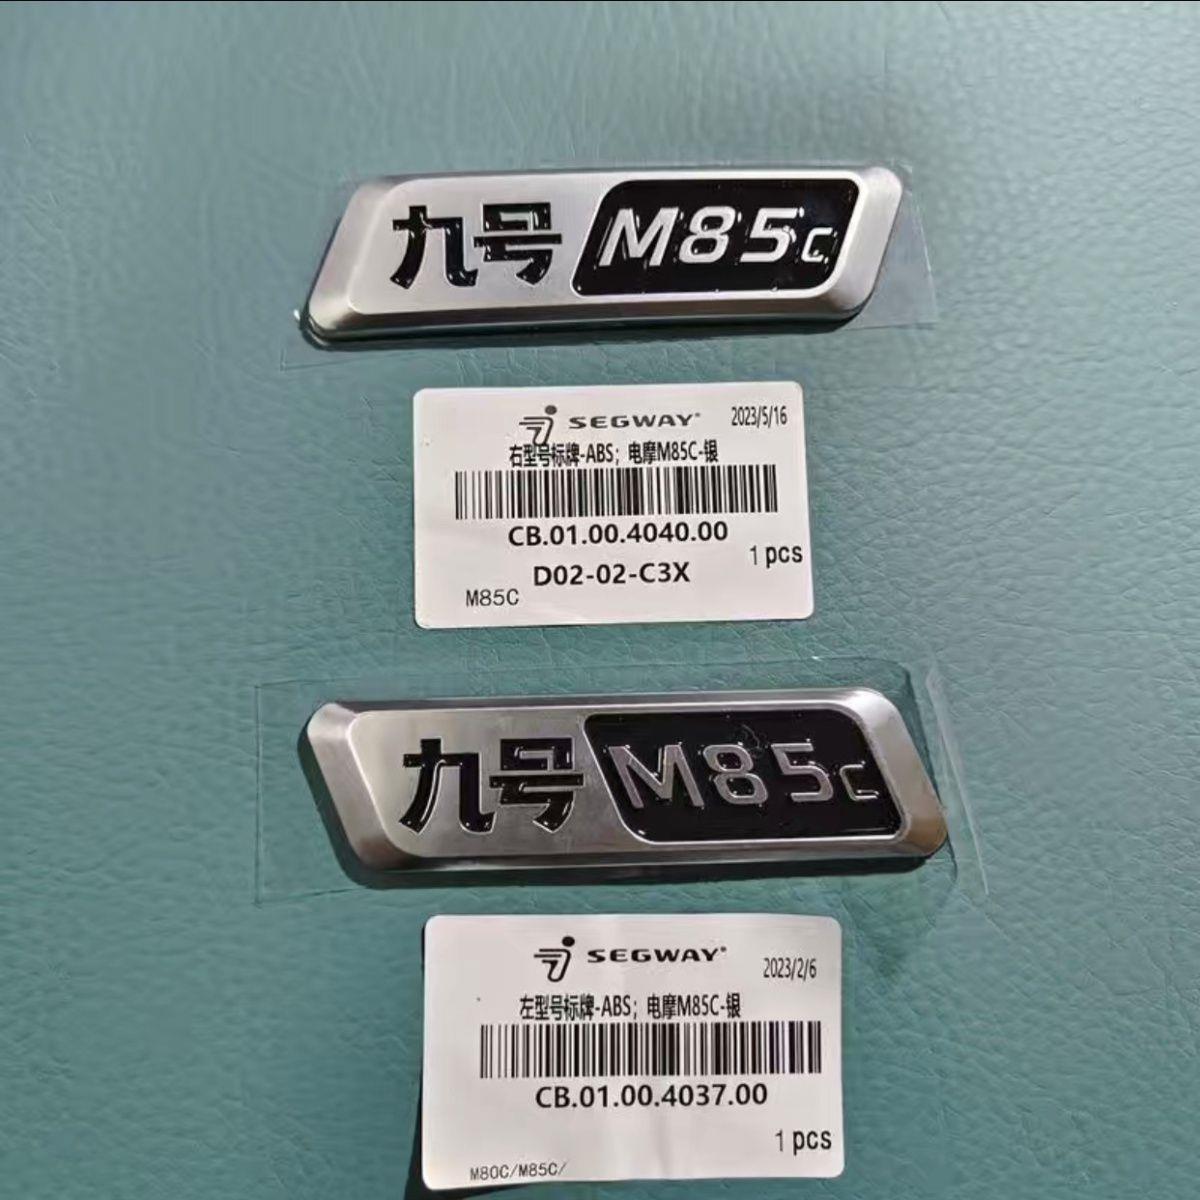 九号 M85C
SEGWAY 2023/5/16
右型号标牌-ABS；电摩M85C-银
CB.01.00.4040.00
1 pcs
D02-02-C3X
M85C
九号 M85C
SEGWAY 2023/2/6
左型号标牌-ABS；电摩M85C-银
CB.01.00.4037.00
1 pcs
M80C/M85C/